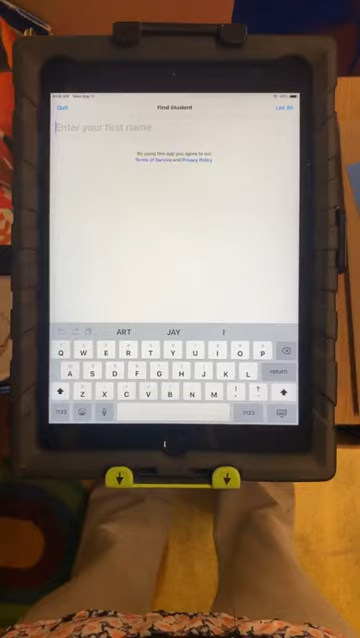 Quit Find Student List All
Enter your first name
By using this app you agree to our
Terms of Service and Privacy Policy
ART JAY I
Q W E R T Y U I O P
A S D F G H J K L return
Z X C V B N M ! ?
.?123 .?123